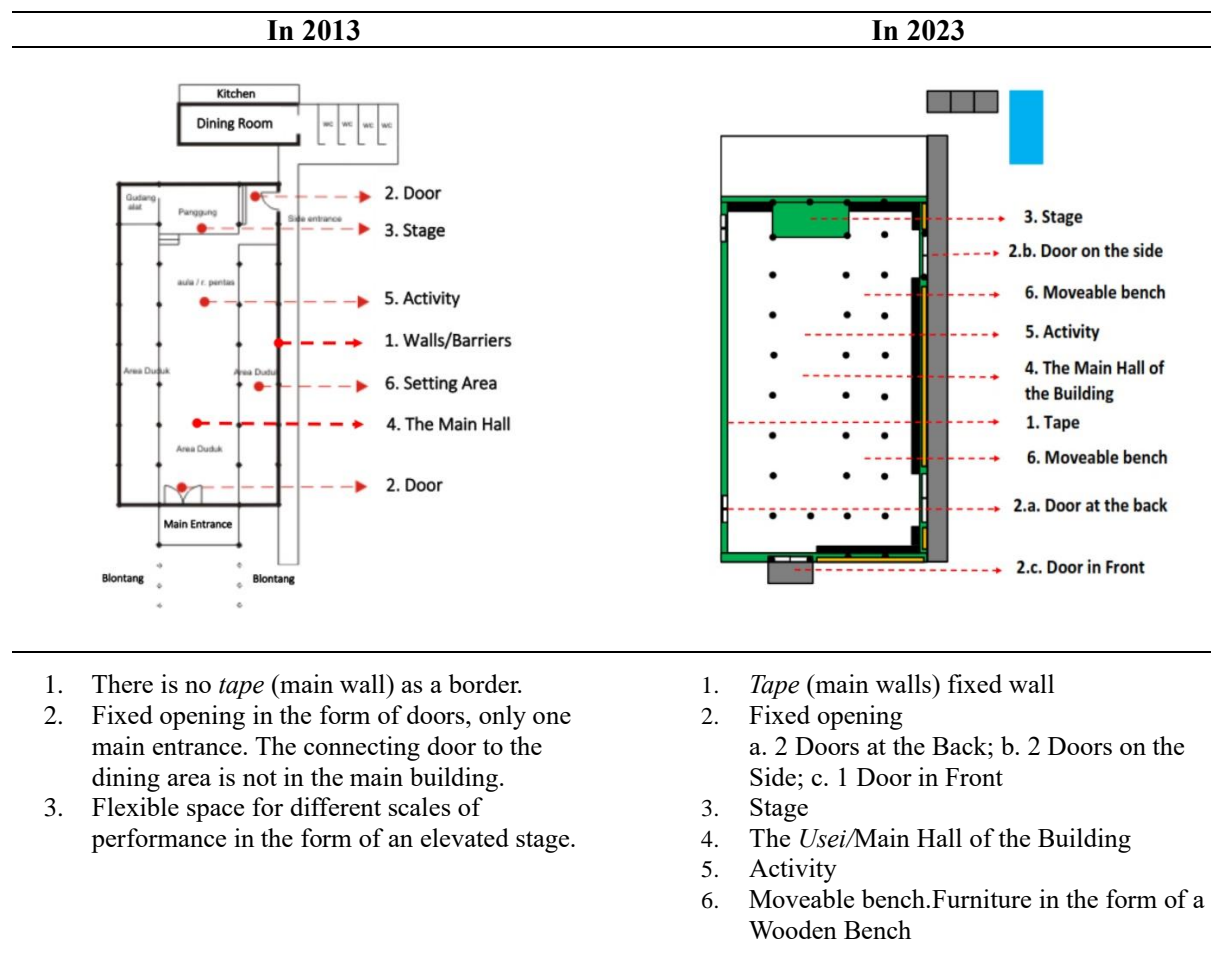 In 2013
In 2023
Kitchen
Dining Room
wc wc wc wc
Gudang
alat
Panggung
Side entrance
aula / r. pentas
Area Duduk
Area Duduk
Area Duduk
Main Entrance
Blontang
Blontang
2. Door
3. Stage
5. Activity
1. Walls/Barriers
6. Setting Area
4. The Main Hall
2. Door
3. Stage
2.b. Door on the side
6. Moveable bench
5. Activity
4. The Main Hall of
the Building
1. Tape
6. Moveable bench
2.a. Door at the back
2.c. Door in Front
1. There is no tape (main wall) as a border.
2. Fixed opening in the form of doors, only one
main entrance. The connecting door to the
dining area is not in the main building.
3. Flexible space for different scales of
performance in the form of an elevated stage.
1. Tape (main walls) fixed wall
2. Fixed opening
a. 2 Doors at the Back; b. 2 Doors on the
Side; c. 1 Door in Front
3. Stage
4. The Usei/Main Hall of the Building
5. Activity
6. Moveable bench.Furniture in the form of a
Wooden Bench